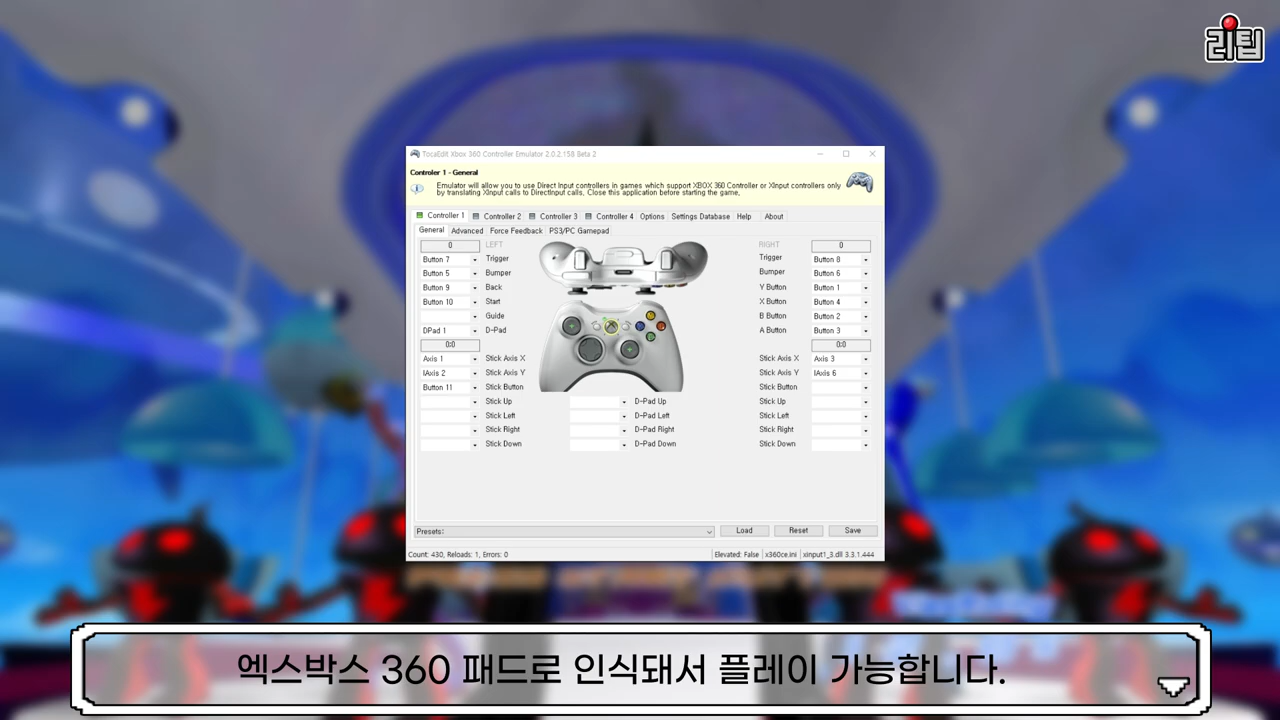 리팁
TocaEdit Xbox 360 Controller Emulator 2.0.2.158 Beta 2
Controller 1 - General
Emulator will allow you to use Direct Input controllers in games which support XBOX 360 Controller or XInput controllers only
by translating XInput calls to DirectInput calls. Close this application before starting the game.
Controller 1 Controller 2 Controller 3 Controller 4 Options Settings Database Help About
General Advanced Force Feedback PS3/PC Gamepad
0 LEFT RIGHT 0
Button 7 Trigger Trigger Button 8
Button 5 Bumper Bumper Button 6
Button 9 Back Y Button Button 1
Button 10 Start X Button Button 4
Guide B Button Button 2
DPad 1 D-Pad A Button Button 3
0:0 0:0
Axis 1 Stick Axis X Stick Axis X Axis 3
IAxis 2 Stick Axis Y Stick Axis Y IAxis 6
Button 11 Stick Button Stick Button
Stick Up D-Pad Up Stick Up
Stick Left D-Pad Left Stick Left
Stick Right D-Pad Right Stick Right
Stick Down D-Pad Down Stick Down
Presets: Load Reset Save
Count: 430, Reloads: 1, Errors: 0 Elevated: False x360ce.ini xinput1_3.dll 3.3.1.444
엑스박스 360 패드로 인식돼서 플레이 가능합니다.